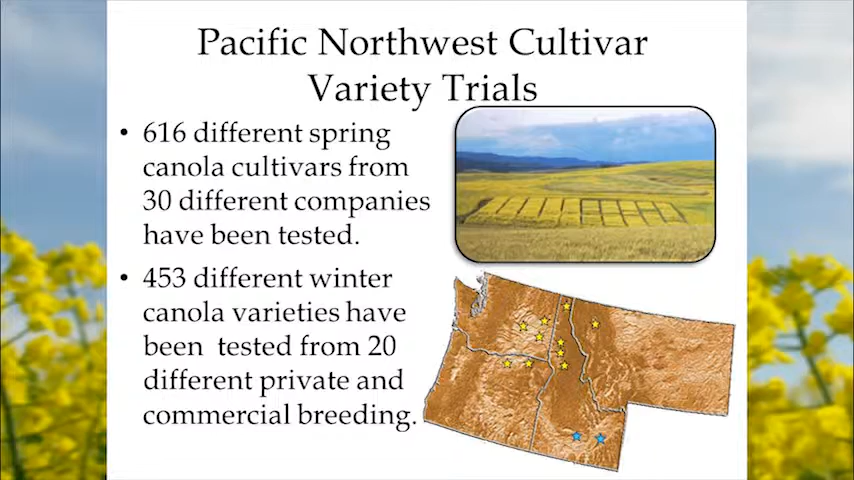 Pacific Northwest Cultivar
Variety Trials
• 616 different spring
canola cultivars from
30 different companies
have been tested.
• 453 different winter
canola varieties have
been  tested from 20
different private and
commercial breeding.